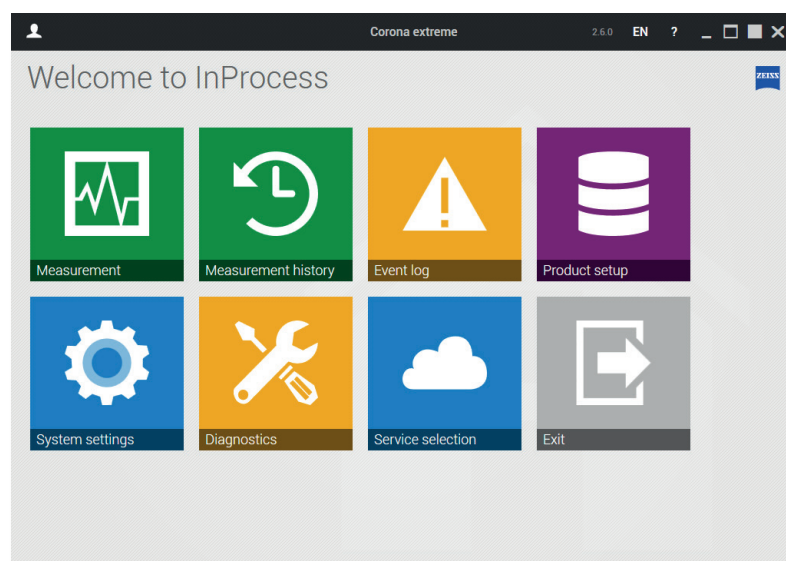 Corona extreme 2.6.0 EN ?
Welcome to InProcess
ZEISS
Measurement Measurement history Event log Product setup
System settings Diagnostics Service selection Exit